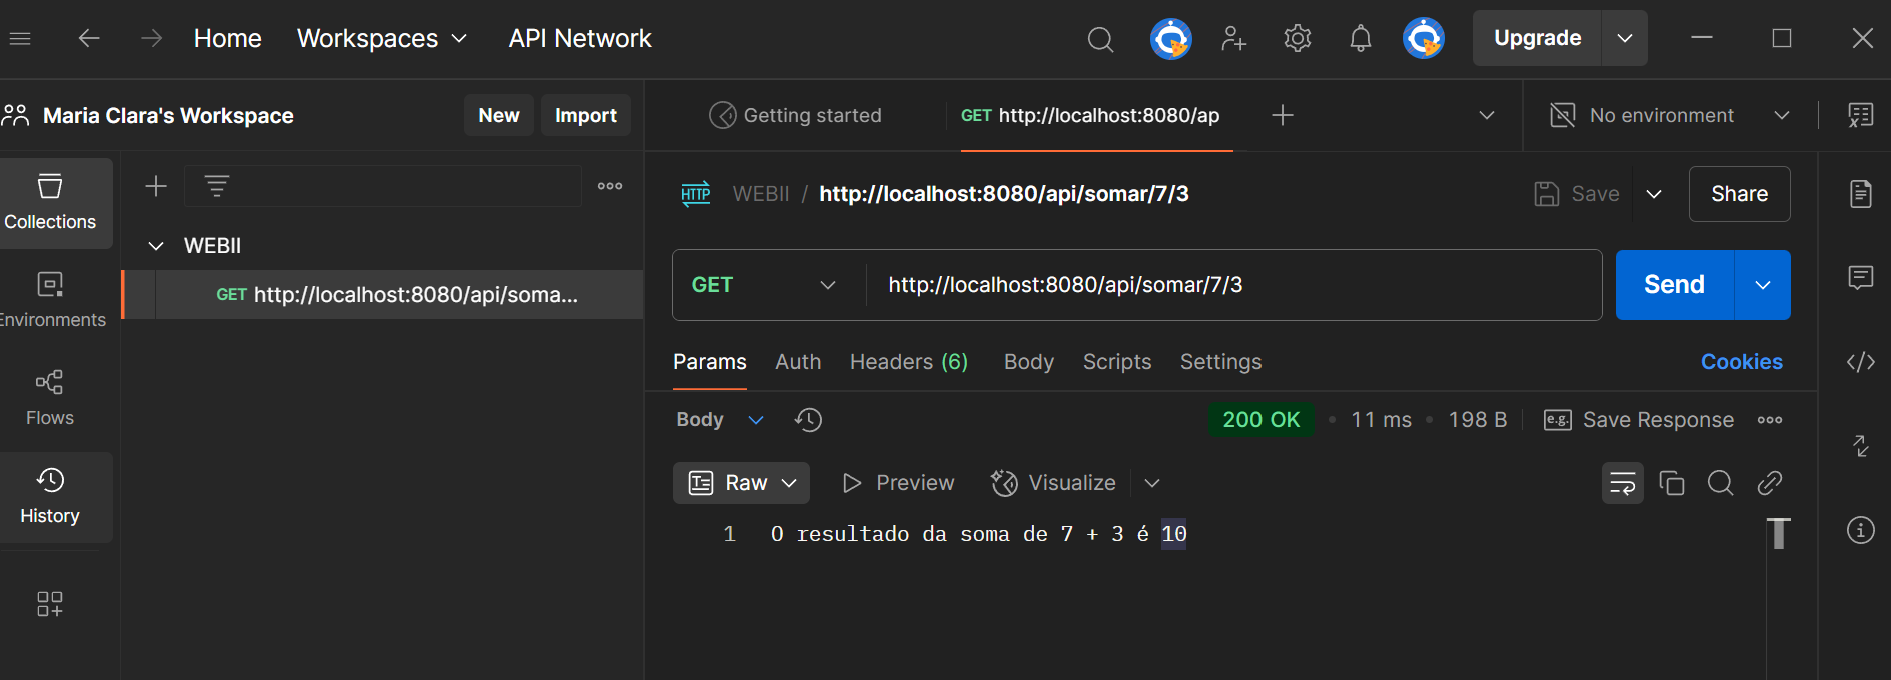 Home Workspaces API Network Upgrade
Maria Clara's Workspace New Import Getting started GET http://localhost:8080/ap No environment
HTTP WEBII / http://localhost:8080/api/somar/7/3 Save Share
Collections
WEBII
GET http://localhost:8080/api/soma...
GET http://localhost:8080/api/somar/7/3 Send
Environments
Params Auth Headers (6) Body Scripts Settings Cookies
Flows
Body 200 OK • 11 ms • 198 B e.g. Save Response
Raw Preview Visualize
History
1 O resultado da soma de 7 + 3 é 10